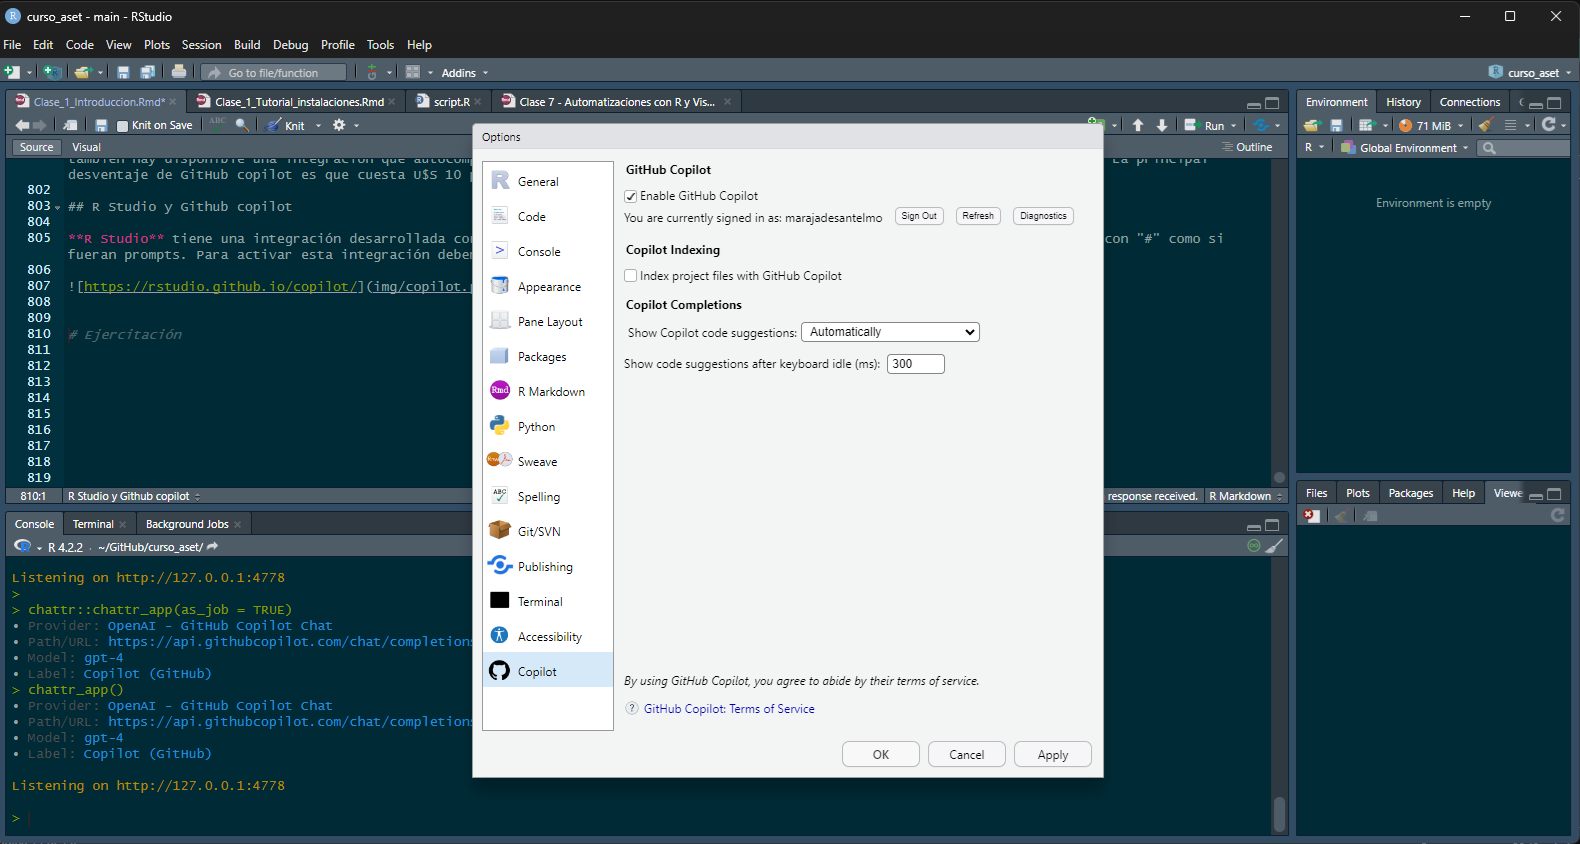 curso_aset - main - RStudio
File Edit Code View Plots Session Build Debug Profile Tools Help
Go to file/function Addins curso_aset
Clase_1_Introduccion.Rmd* Clase_1_Tutorial_instalaciones.Rmd script.R Clase 7 - Automatizaciones con R y Vis...
Knit on Save ABC Knit Run
Source Visual Outline
desventaje de GitHub copilot es que cuesta U$S 10
802
803 ## R Studio y Github copilot
804
805 **R Studio** tiene una integración desarrollada con "#" como si
fueran prompts. Para activar esta integración
806
807 ![https://rstudio.github.io/copilot/](img/copilot.
808
809
810 # Ejercitación
811
812
813
814
815
816
817
818
819
810:1 R Studio y Github copilot response received. R Markdown
Console Terminal Background Jobs
R 4.2.2 · ~/GitHub/curso_aset/
Listening on http://127.0.0.1:4778
>
> chattr::chattr_app(as_job = TRUE)
• Provider: OpenAI - GitHub Copilot Chat
• Path/URL: https://api.githubcopilot.com/chat/completions
• Model: gpt-4
• Label: Copilot (GitHub)
> chattr_app()
• Provider: OpenAI - GitHub Copilot Chat
• Path/URL: https://api.githubcopilot.com/chat/completions
• Model: gpt-4
• Label: Copilot (GitHub)
Listening on http://127.0.0.1:4778
>
Options
General
Code
Console
Appearance
Pane Layout
Packages
Rmd R Markdown
Python
Sweave
ABC Spelling
Git/SVN
Publishing
Terminal
Accessibility
Copilot
GitHub Copilot
Enable GitHub Copilot
You are currently signed in as: marajadesantelmo Sign Out Refresh Diagnostics
Copilot Indexing
Index project files with GitHub Copilot
Copilot Completions
Show Copilot code suggestions: Automatically
Show code suggestions after keyboard idle (ms): 300
By using GitHub Copilot, you agree to abide by their terms of service.
GitHub Copilot: Terms of Service
OK Cancel Apply
Environment History Connections
71 MiB
R Global Environment
Environment is empty
Files Plots Packages Help Viewe